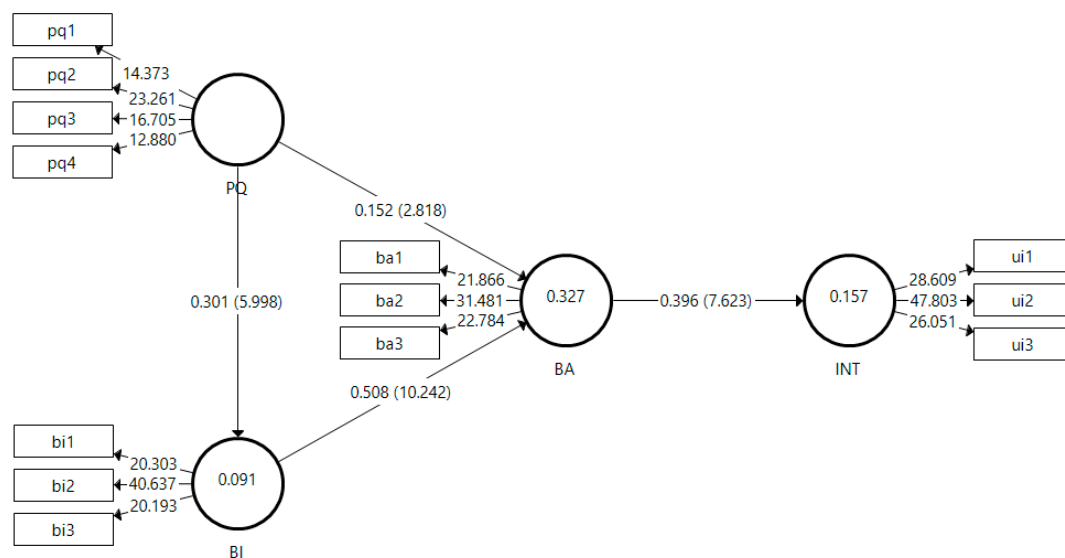 pq1
14.373
pq2
23.261
pq3
16.705
pq4
12.880
PQ
0.152 (2.818)
0.301 (5.998)
ba1
21.866
ba2
31.481
ba3
22.784
0.327
BA
0.396 (7.623)
0.157
INT
ui1
28.609
ui2
47.803
ui3
26.051
0.508 (10.242)
bi1
20.303
bi2
40.637
bi3
20.193
0.091
BI